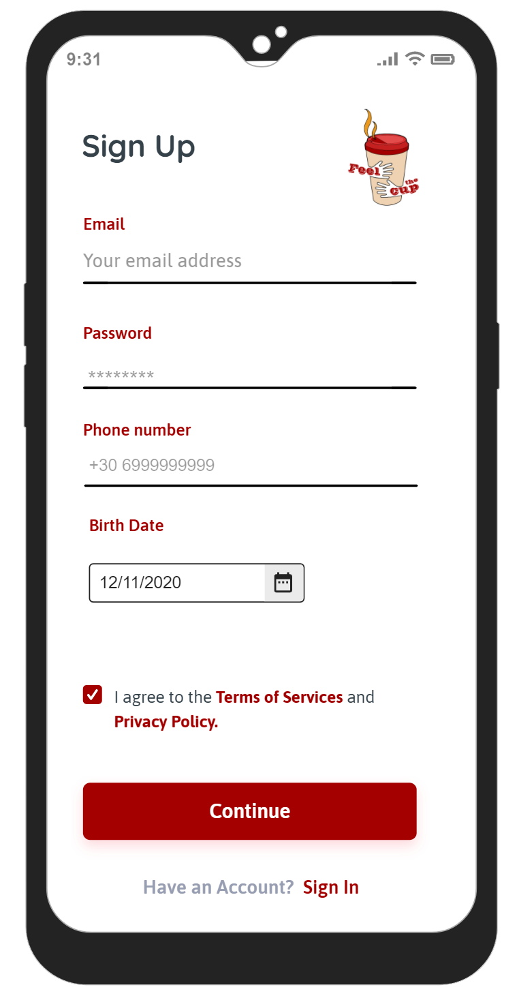 9:31
Sign Up
Feel
the
cup
Email
Your email address
Password
********
Phone number
+30 6999999999
Birth Date
12/11/2020
I agree to the Terms of Services and
Privacy Policy.
Continue
Have an Account? Sign In